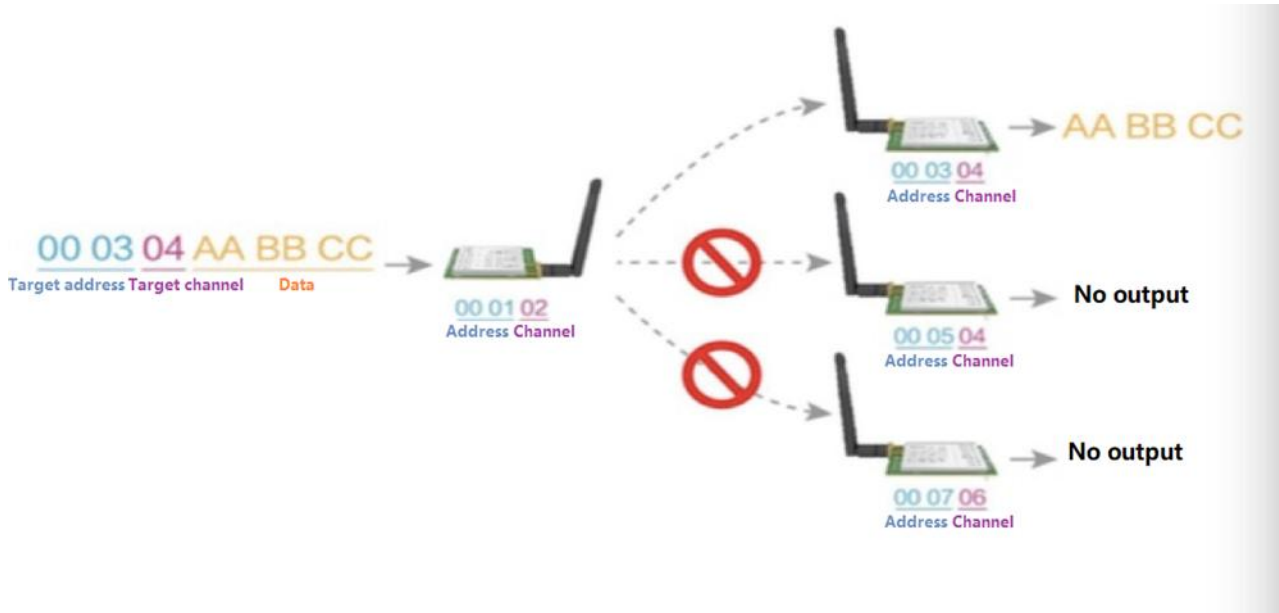 00 03 04 AA BB CC
Target address Target channel Data
00 01 02
Address Channel
AA BB CC
00 03 04
Address Channel
No output
00 05 04
Address Channel
No output
00 07 06
Address Channel